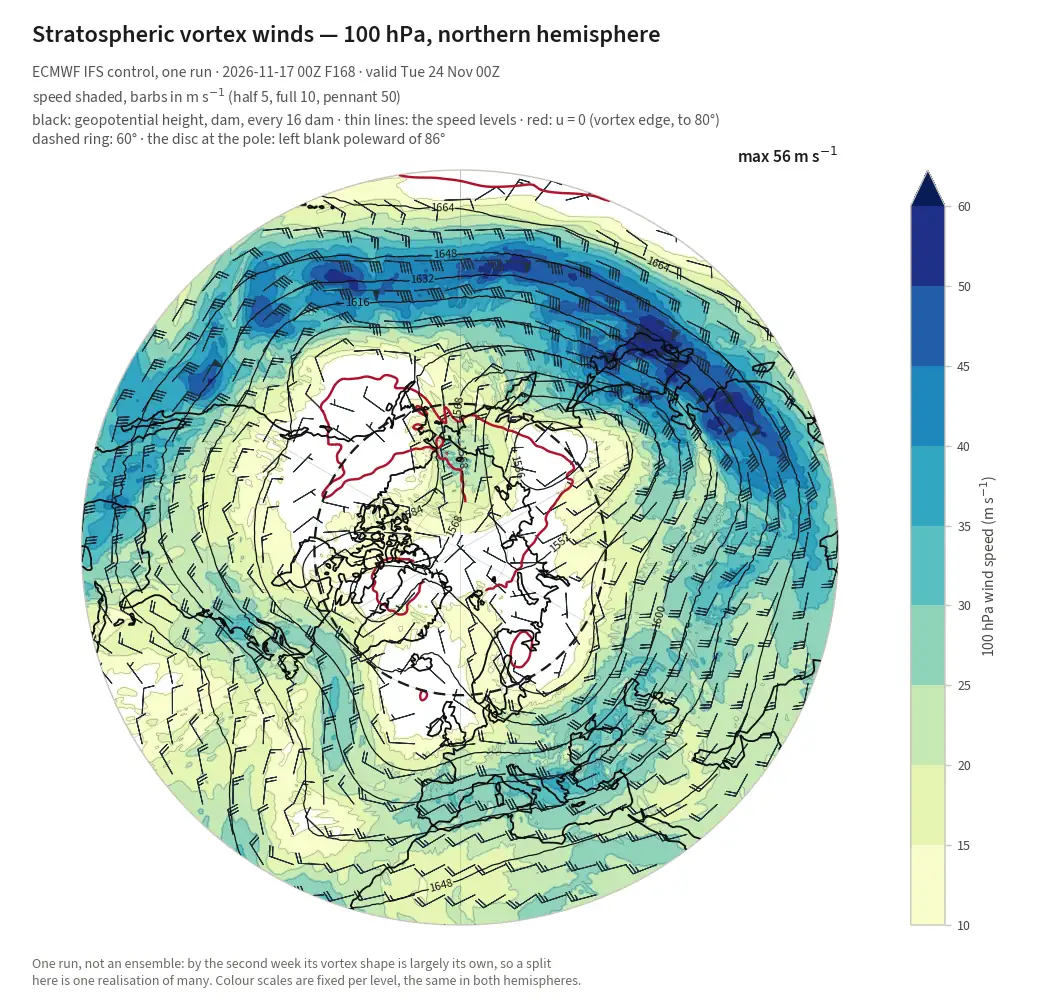 Stratospheric vortex winds — 100 hPa, northern hemisphere
ECMWF IFS control, one run · 2026-11-17 00Z F168 · valid Tue 24 Nov 00Z
speed shaded, barbs in m s⁻¹ (half 5, full 10, pennant 50)
black: geopotential height, dam, every 16 dam · thin lines: the speed levels · red: u = 0 (vortex edge, to 80°)
dashed ring: 60° · the disc at the pole: left blank poleward of 86°
max 56 m s⁻¹
1664
1664
1648
1632
1616
1568
1568
1552
1600
1648
60
50
45
40
35
30
25
20
15
10
100 hPa wind speed (m s⁻¹)
One run, not an ensemble: by the second week its vortex shape is largely its own, so a split
here is one realisation of many. Colour scales are fixed per level, the same in both hemispheres.